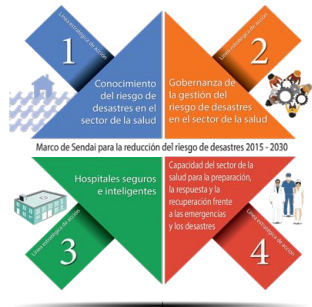 Línea estratégica de acción
1
Conocimiento
del riesgo de
desastres en el
sector de la salud
Línea estratégica de acción
2
Gobernanza de
la gestión del
riesgo de desastres
en el sector de la salud
Marco de Sendai para la reducción del riesgo de desastres 2015 - 2030
Hospitales seguros
e inteligentes
Línea estratégica de acción
3
Capacidad del sector de la
salud para la preparación,
la respuesta y la
recuperación frente
a las emergencias
y los desastres
Línea estratégica de acción
4